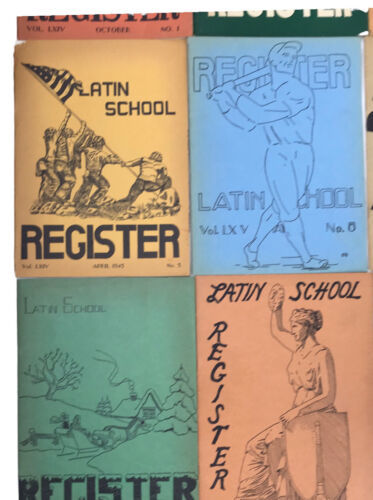 REGISTER
VOL. LXIV OCTOBER NO. 1
REGISTER
LATIN
SCHOOL
REGISTER
Vol. LXIV APRIL 1945 No. 5
REGISTER
LATIN SCHOOL
Vol. LXV No. 6
LATIN SCHOOL
REGISTER
LATIN SCHOOL
REGISTER